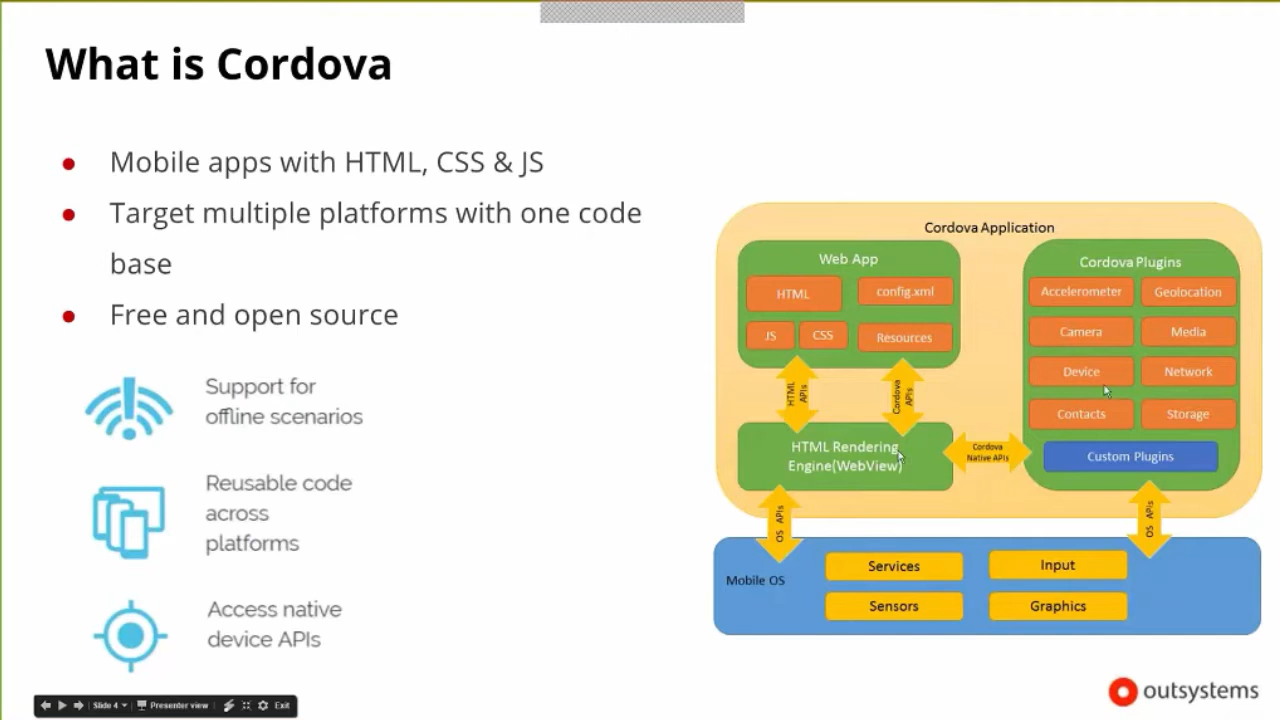 What is Cordova
Mobile apps with HTML, CSS & JS
Target multiple platforms with one code
base
Free and open source
Support for
offline scenarios
Reusable code
across
platforms
Access native
device APIs
Cordova Application
Web App
HTML
config.xml
JS
CSS
Resources
HTML
APIs
Cordova
APIs
HTML Rendering
Engine(WebView)
Cordova
Native APIs
Cordova Plugins
Accelerometer
Geolocation
Camera
Media
Device
Network
Contacts
Storage
Custom Plugins
OS APIs
OS APIs
Mobile OS
Services
Input
Sensors
Graphics
Slide 4
Presenter view
Exit
outsystems